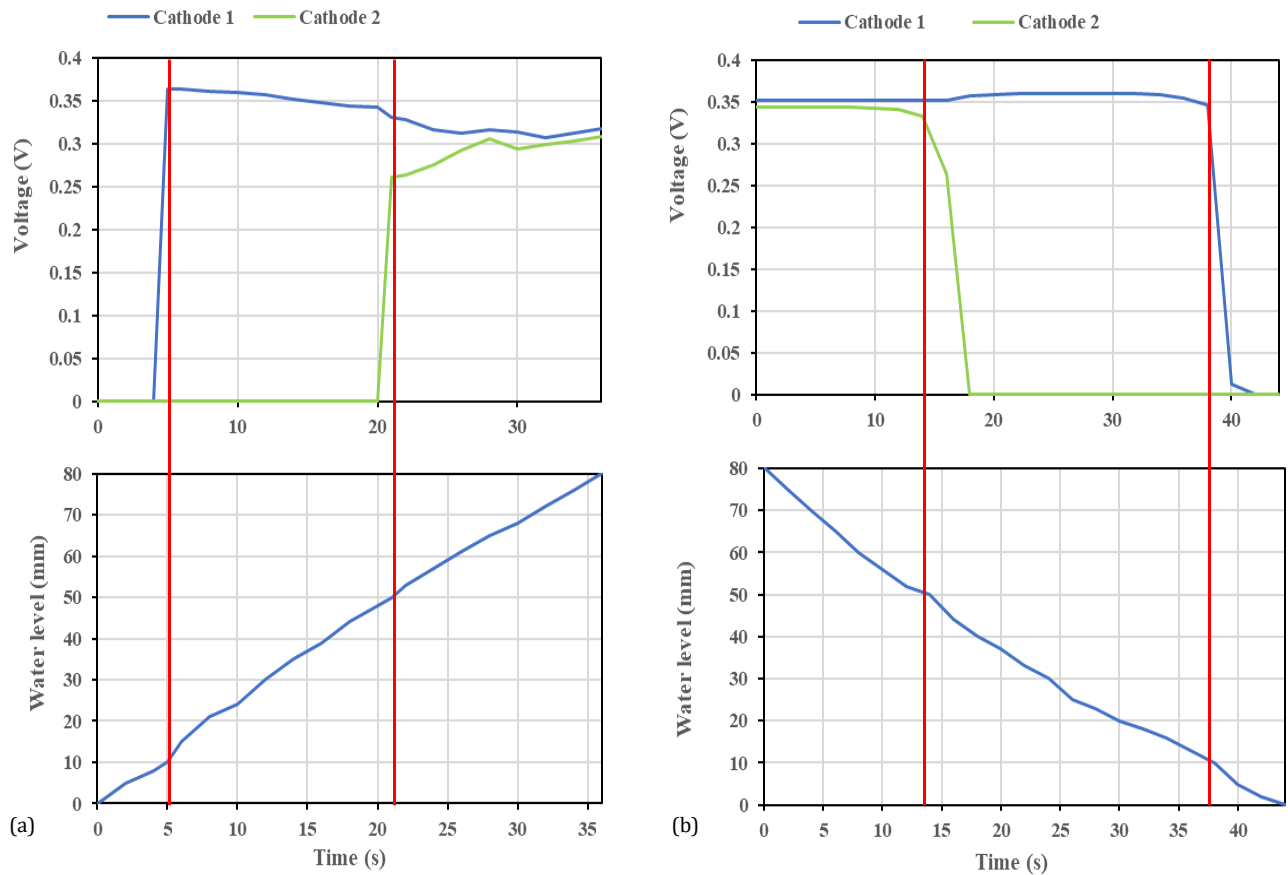 Cathode 1 Cathode 2
Voltage (V)
0.4
0.35
0.3
0.25
0.2
0.15
0.1
0.05
0
0 10 20 30
Water level (mm)
80
70
60
50
40
30
20
10
0
0 5 10 15 20 25 30 35
Time (s)
(a)
Cathode 1 Cathode 2
Voltage (V)
0.4
0.35
0.3
0.25
0.2
0.15
0.1
0.05
0
0 10 20 30 40
Water level (mm)
80
70
60
50
40
30
20
10
0
0 5 10 15 20 25 30 35 40
Time (s)
(b)